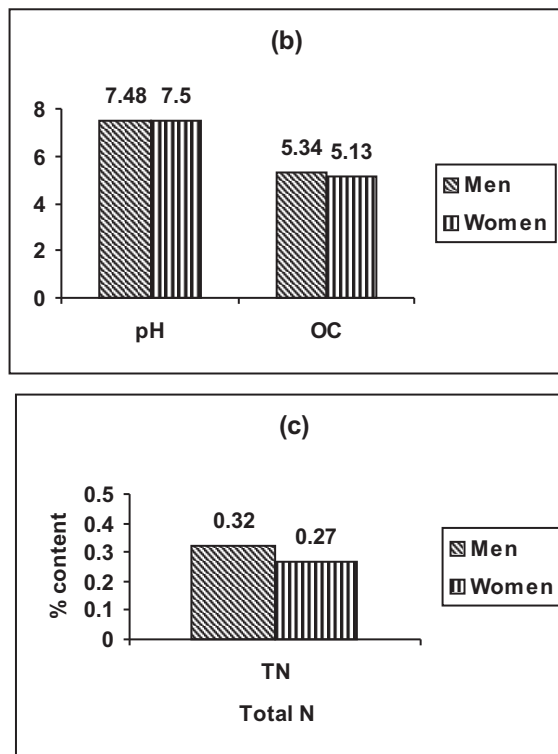 (b)
7.48 7.5
5.34 5.13
8
6
4
2
0
pH OC
Men
Women
(c)
% content
0.5
0.4
0.3
0.2
0.1
0
0.32 0.27
TN
Total N
Men
Women